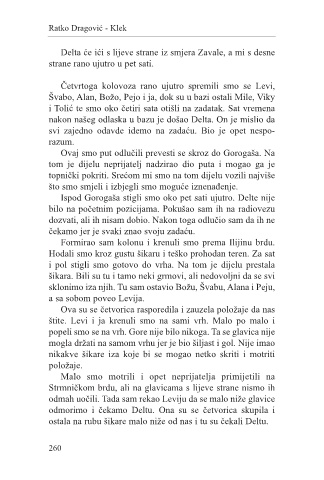 Ratko Dragović - Klek
Delta će ići s lijeve strane iz smjera Zavale, a mi s desne
strane rano ujutro u pet sati.
Četvrtoga kolovoza rano ujutro spremili smo se Levi,
Švabo, Alan, Božo, Pejo i ja, dok su u bazi ostali Mile, Viky
i Tolić te smo oko četiri sata otišli na zadatak. Sat vremena
nakon našeg odlaska u bazu je došao Delta. On je mislio da
svi zajedno odavde idemo na zadaću. Bio je opet nespo-
razum.
Ovaj smo put odlučili prevesti se skroz do Gorogaša. Na
tom je dijelu neprijatelj nadzirao dio puta i mogao ga je
topnički pokriti. Srećom mi smo na tom dijelu vozili najviše
što smo smjeli i izbjegli smo moguće iznenađenje.
Ispod Gorogaša stigli smo oko pet sati ujutro. Delte nije
bilo na početnim pozicijama. Pokušao sam ih na radiovezu
dozvati, ali ih nisam dobio. Nakon toga odlučio sam da ih ne
čekamo jer je svaki znao svoju zadaću.
Formirao sam kolonu i krenuli smo prema Ilijinu brdu.
Hodali smo kroz gustu šikaru i teško prohodan teren. Za sat
i pol stigli smo gotovo do vrha. Na tom je dijelu prestala
šikara. Bili su tu i tamo neki grmovi, ali nedovoljni da se svi
sklonimo iza njih. Tu sam ostavio Božu, Švabu, Alana i Peju,
a sa sobom poveo Levija.
Ova su se četvorica rasporedila i zauzela položaje da nas
štite. Levi i ja krenuli smo na sami vrh. Malo po malo i
popeli smo se na vrh. Gore nije bilo nikoga. Ta se glavica nije
mogla držati na samom vrhu jer je bio šiljast i gol. Nije imao
nikakve šikare iza koje bi se mogao netko skriti i motriti
položaje.
Malo smo motrili i opet neprijatelja primijetili na
Strmničkom brdu, ali na glavicama s lijeve strane nismo ih
odmah uočili. Tada sam rekao Leviju da se malo niže glavice
odmorimo i čekamo Deltu. Ona su se četvorica skupila i
ostala na rubu šikare malo niže od nas i tu su čekali Deltu.
260